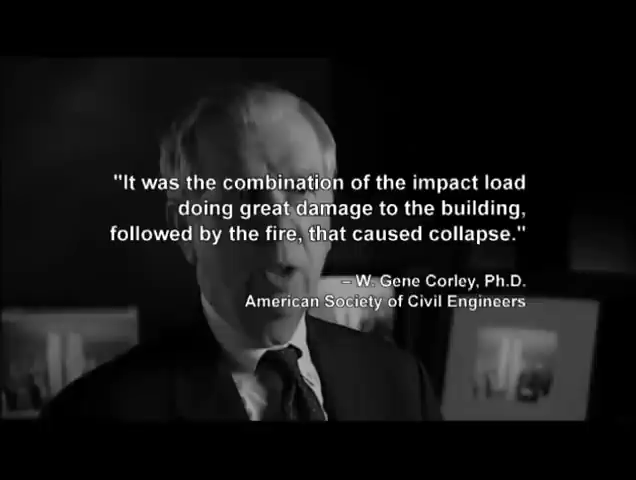 "It was the combination of the impact load
doing great damage to the building,
followed by the fire, that caused collapse."
– W. Gene Corley, Ph.D.
American Society of Civil Engineers